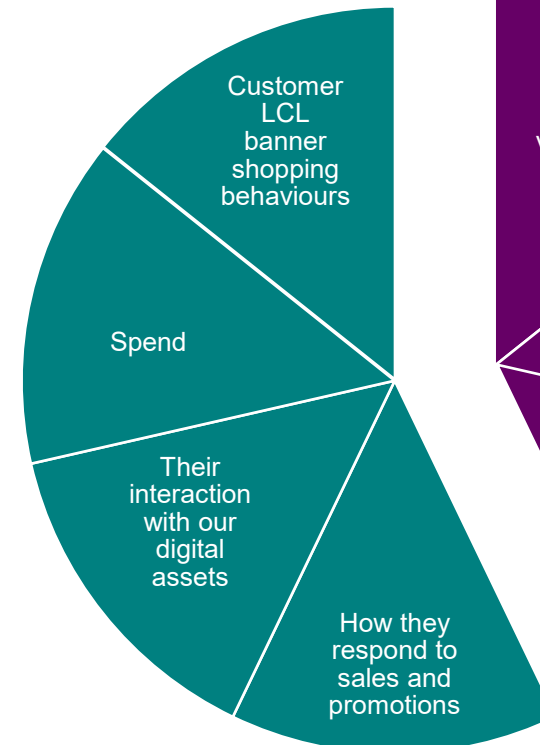 Customer
LCL
banner
shopping
behaviours
Spend
Their
interaction
with our
digital
assets
How they
respond to
sales and
promotions